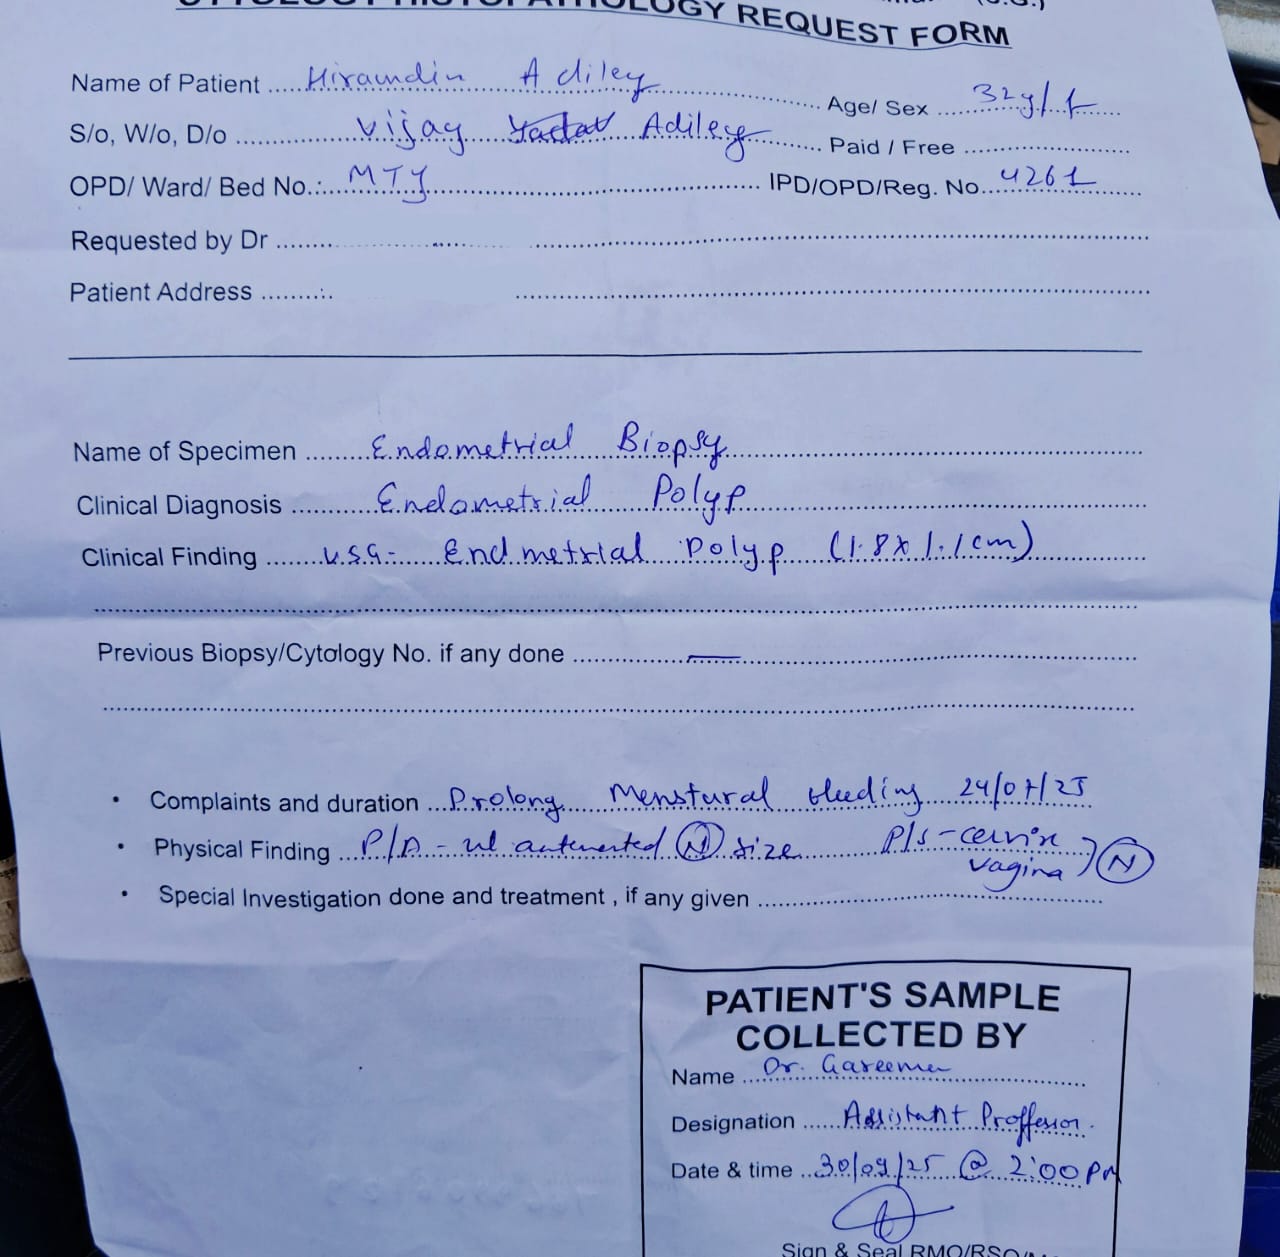 CYTOLOGY HISTOPATHOLOGY REQUEST FORM
Name of Patient ..... Hiramdin Adiley ..... Age/ Sex ..... 32y/f
S/o, W/o, D/o ..... Vijay Yadav Adiley ..... Paid / Free .....
OPD/ Ward/ Bed No.: MTY ..... IPD/OPD/Reg. No. 4261
Requested by Dr .....
Patient Address .....
Name of Specimen ..... Endometrial Biopsy
Clinical Diagnosis ..... Endometrial Polyp
Clinical Finding ..... U.S.G - Endmetrial Polyp (1.8x1.1cm)
Previous Biopsy/Cytology No. if any done ..... —
• Complaints and duration ... Prolong Menstural bleeding 24/07/25
• Physical Finding ... P/A - ut anteverted (N) size P/S - cervix
vagina } (N)
• Special Investigation done and treatment , if any given .....
PATIENT'S SAMPLE
COLLECTED BY
Name ..... Dr. Gareema
Designation ..... Assistant Proffessor.
Date & time .. 30/09/25 @ 2:00 PM
Sign & Seal RMO/RSO/